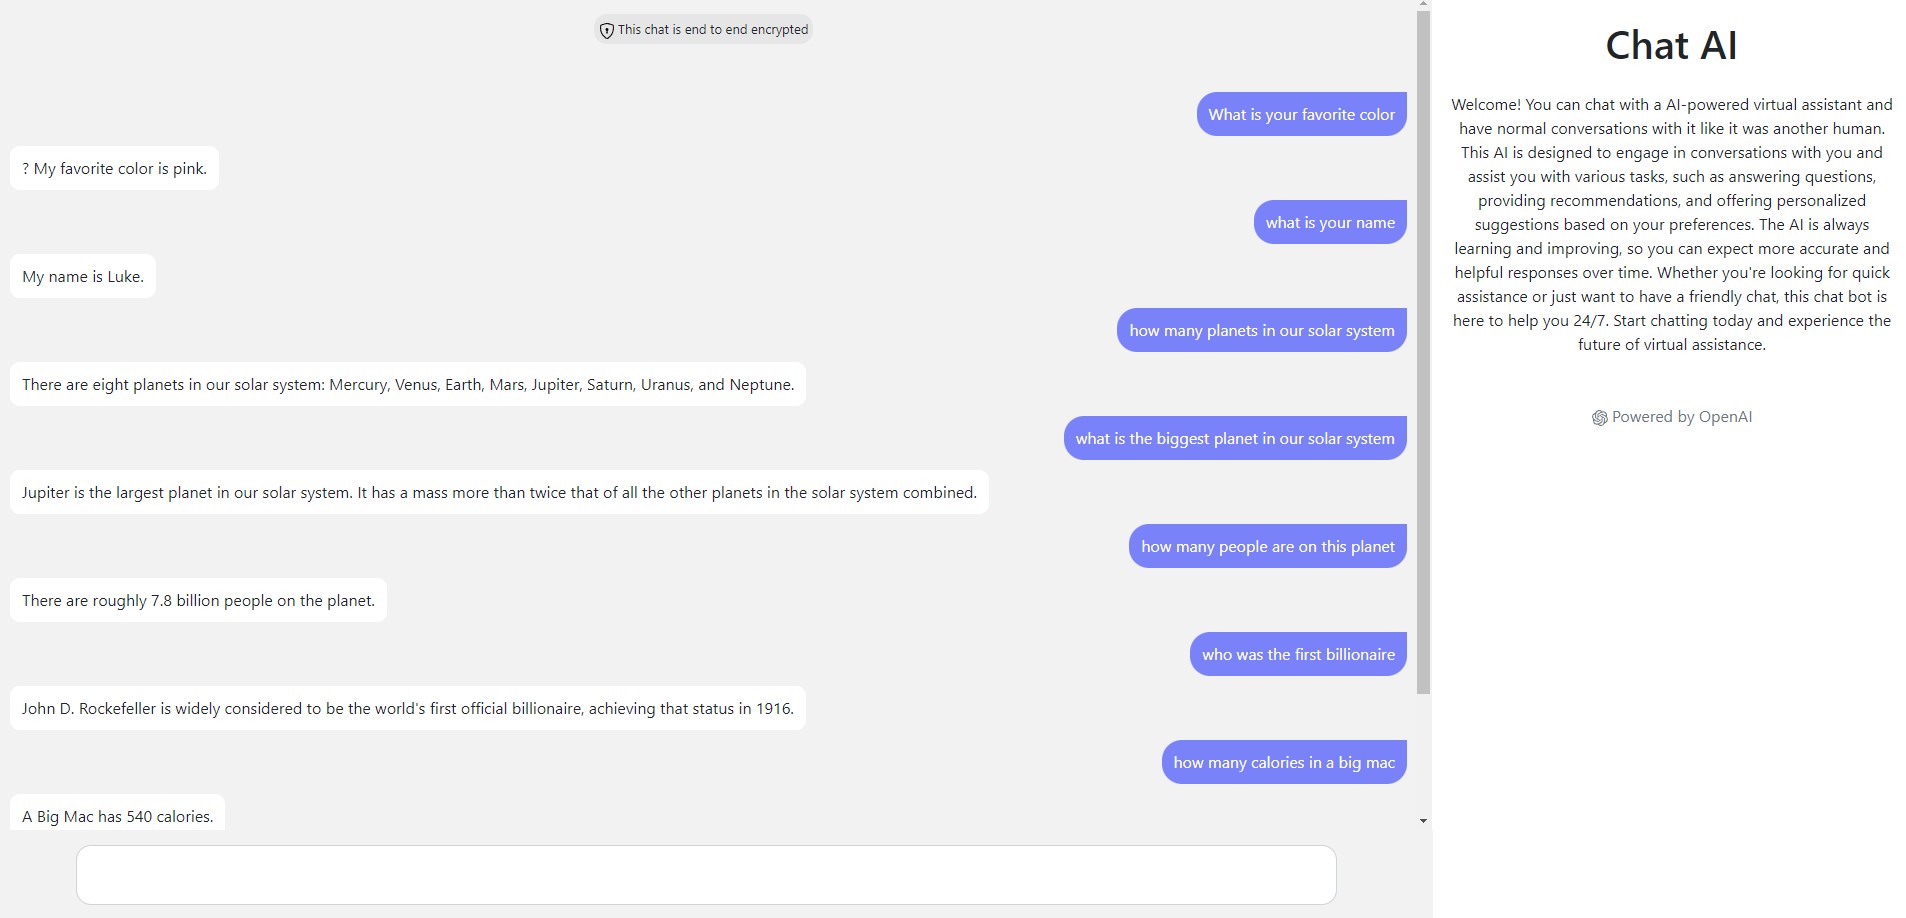 This chat is end to end encrypted
What is your favorite color
? My favorite color is pink.
what is your name
My name is Luke.
how many planets in our solar system
There are eight planets in our solar system: Mercury, Venus, Earth, Mars, Jupiter, Saturn, Uranus, and Neptune.
what is the biggest planet in our solar system
Jupiter is the largest planet in our solar system. It has a mass more than twice that of all the other planets in the solar system combined.
how many people are on this planet
There are roughly 7.8 billion people on the planet.
who was the first billionaire
John D. Rockefeller is widely considered to be the world's first official billionaire, achieving that status in 1916.
how many calories in a big mac
A Big Mac has 540 calories.
Chat AI
Welcome! You can chat with a AI-powered virtual assistant and
have normal conversations with it like it was another human.
This AI is designed to engage in conversations with you and
assist you with various tasks, such as answering questions,
providing recommendations, and offering personalized
suggestions based on your preferences. The AI is always
learning and improving, so you can expect more accurate and
helpful responses over time. Whether you're looking for quick
assistance or just want to have a friendly chat, this chat bot is
here to help you 24/7. Start chatting today and experience the
future of virtual assistance.
Powered by OpenAI